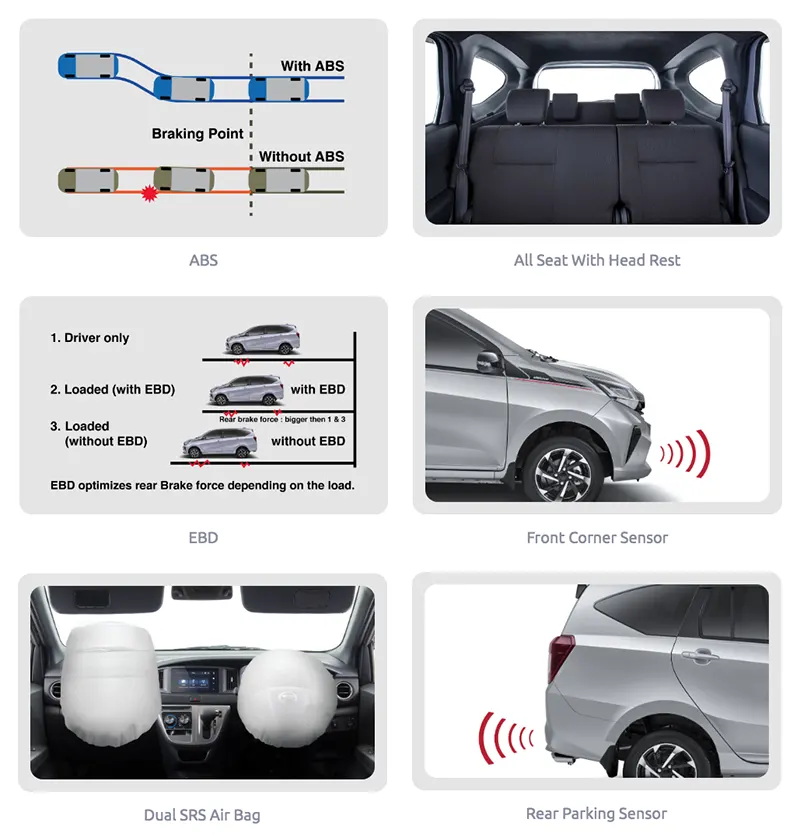 With ABS
Braking Point
Without ABS
ABS
All Seat With Head Rest
1. Driver only
2. Loaded (with EBD)
with EBD
Rear brake force : bigger then 1 & 3
3. Loaded
(without EBD)
without EBD
EBD optimizes rear Brake force depending on the load.
EBD
Front Corner Sensor
Dual SRS Air Bag
Rear Parking Sensor